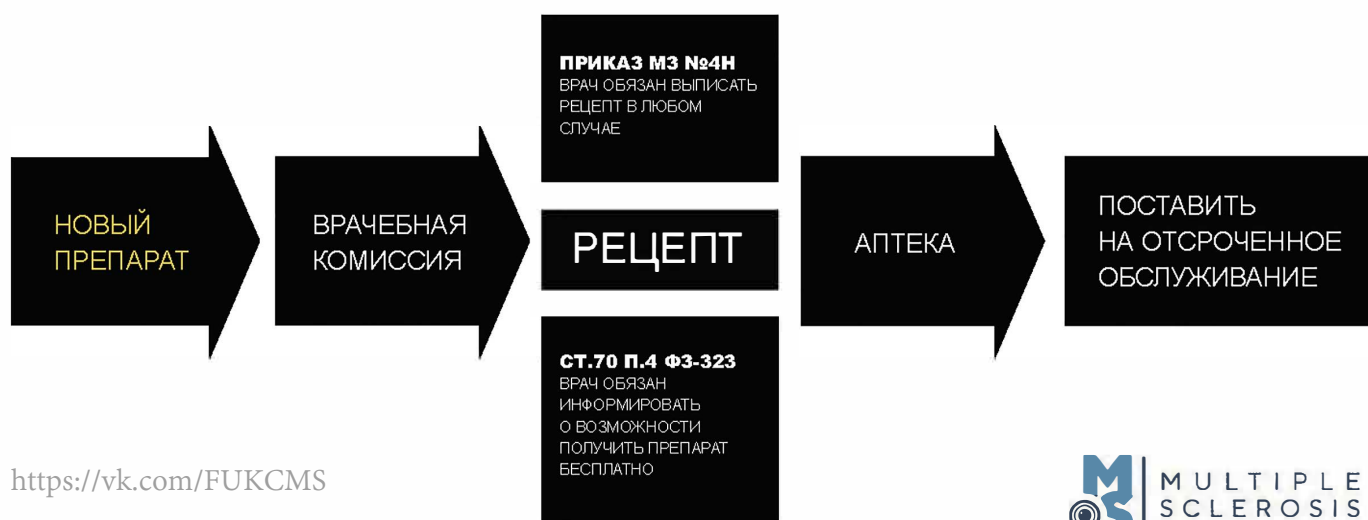 ПРИКАЗ МЗ №4Н
ВРАЧ ОБЯЗАН ВЫПИСАТЬ
РЕЦЕПТ В ЛЮБОМ
СЛУЧАЕ
НОВЫЙ
ПРЕПАРАТ
ВРАЧЕБНАЯ
КОМИССИЯ
РЕЦЕПТ
АПТЕКА
ПОСТАВИТЬ
НА ОТСРОЧЕННОЕ
ОБСЛУЖИВАНИЕ
СТ.70 П.4 ФЗ-323
ВРАЧ ОБЯЗАН
ИНФОРМИРОВАТЬ
О ВОЗМОЖНОСТИ
ПОЛУЧИТЬ ПРЕПАРАТ
БЕСПЛАТНО
https://vk.com/FUKCMS
MS
MULTIPLE
SCLEROSIS